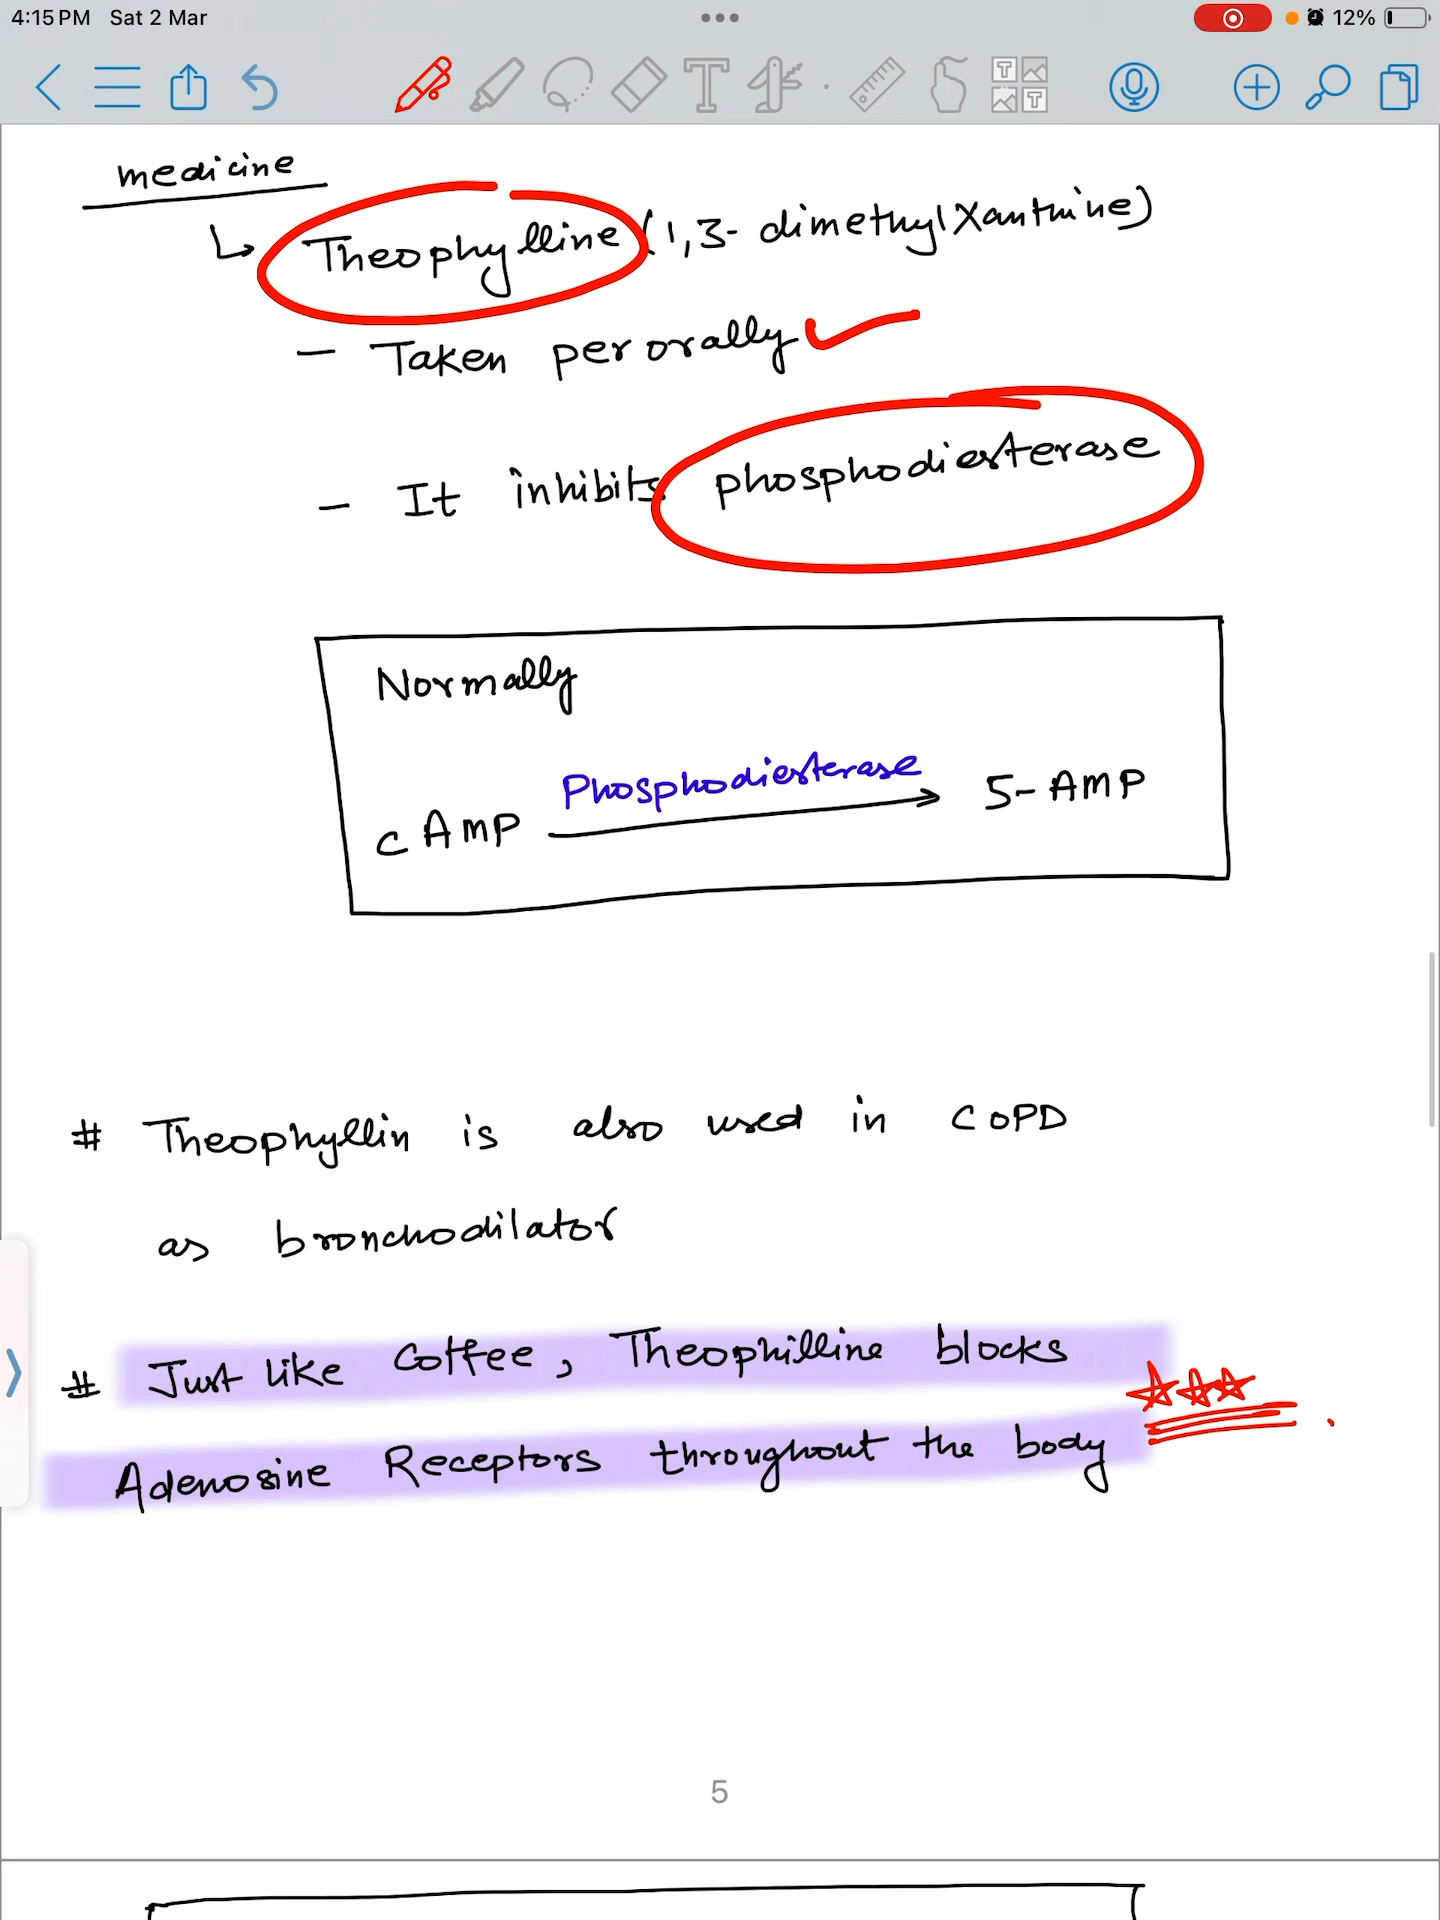 4:15 PM Sat 2 Mar
12%
medicine
Theophylline (1,3- dimethylxanthine)
- Taken per orally
- It inhibits phosphodiesterase
Normally
Phosphodiesterase
cAMP 5-AMP
# Theophyllin is also used in COPD
as bronchodilator
# Just like Coffee, Theophilline blocks
Adenosine Receptors throughout the body
5